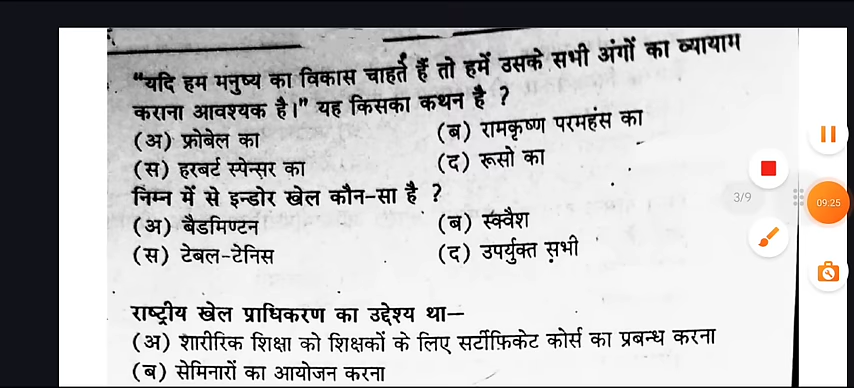 "यदि हम मनुष्य का विकास चाहते हैं तो हमें उसके सभी अंगों का व्यायाम
कराना आवश्यक है।" यह किसका कथन है ?
(अ) फ्रोबेल का (ब) रामकृष्ण परमहंस का
(स) हरबर्ट स्पेन्सर का (द) रूसो का
निम्न में से इन्डोर खेल कौन-सा है ?
(अ) बैडमिण्टन (ब) स्क्वैश
(स) टेबल-टेनिस (द) उपर्युक्त सभी
राष्ट्रीय खेल प्राधिकरण का उद्देश्य था—
(अ) शारीरिक शिक्षा को शिक्षकों के लिए सर्टीफिकेट कोर्स का प्रबन्ध करना
(ब) सेमिनारों का आयोजन करना
3/9
09:25